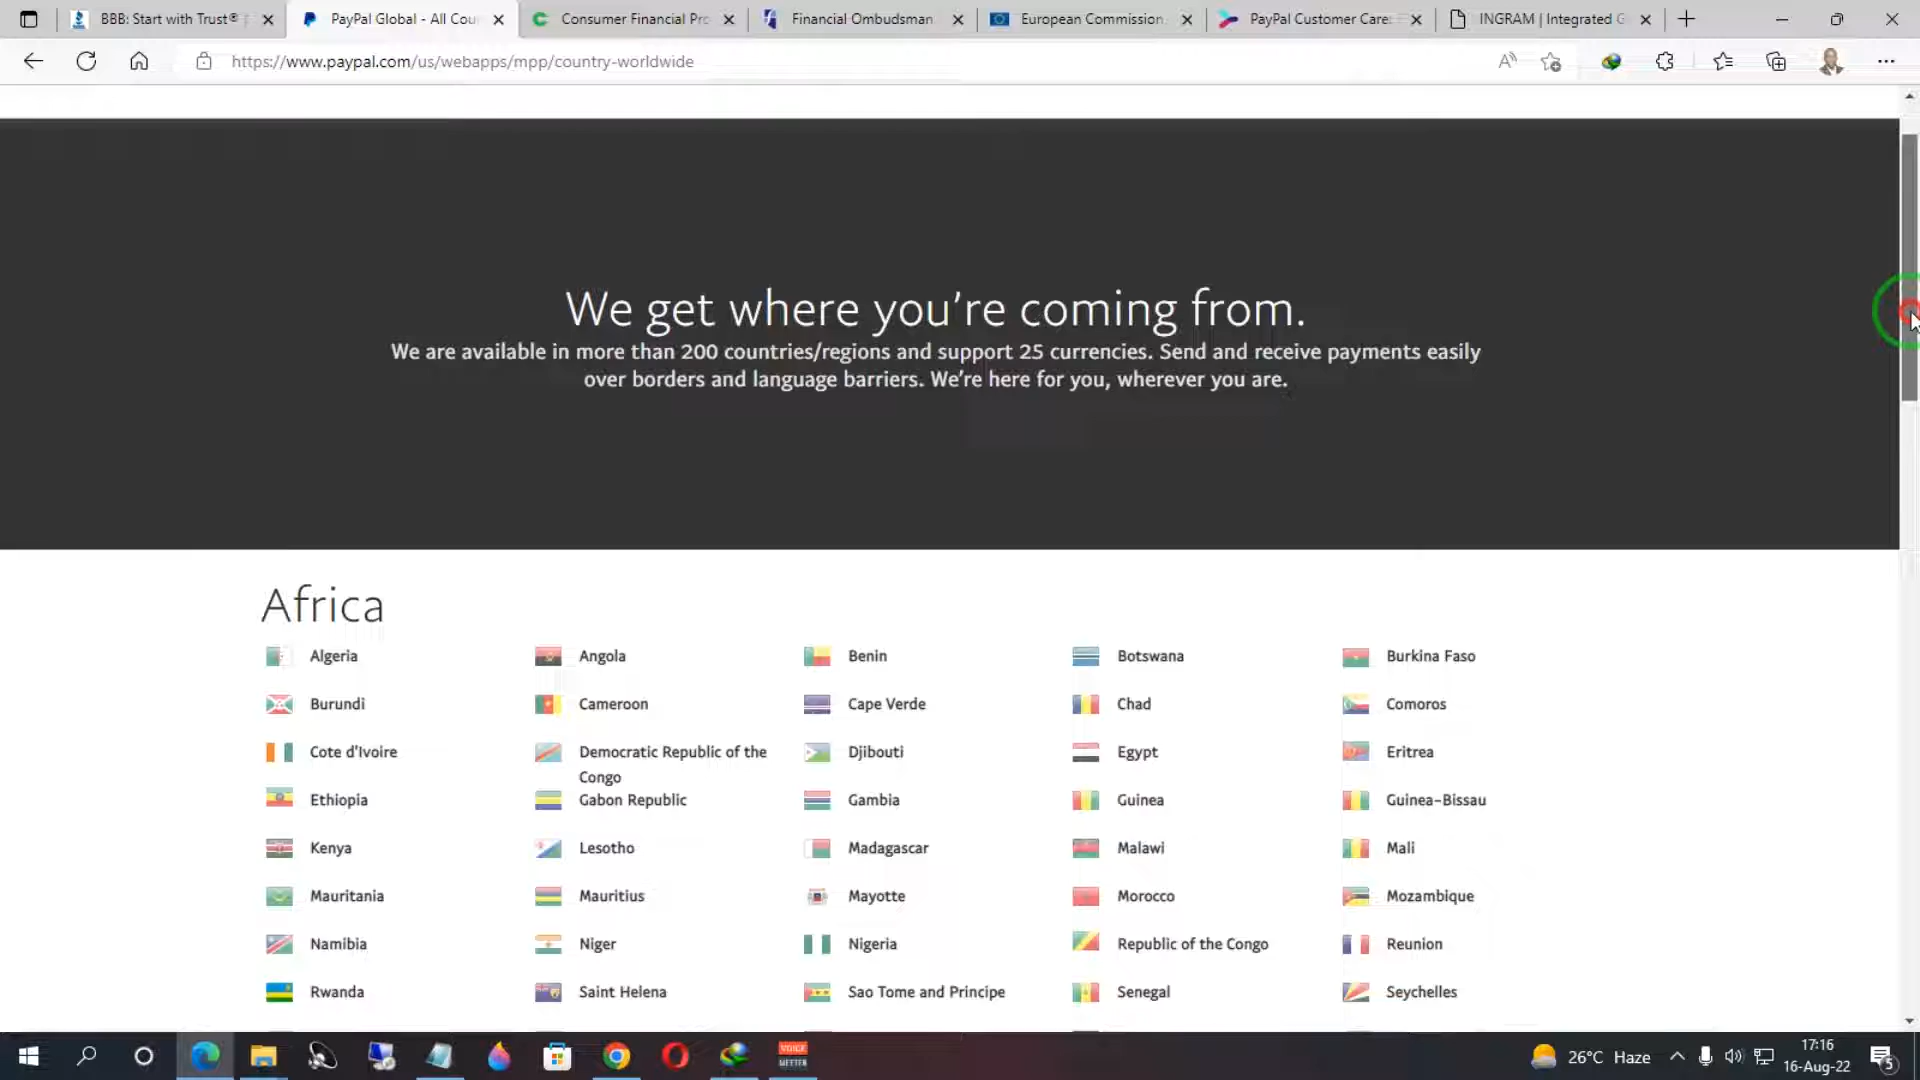 BBB: Start with Trust®
PayPal Global - All Cou
Consumer Financial Pro
Financial Ombudsman
European Commission
PayPal Customer Care:
INGRAM | Integrated G
https://www.paypal.com/us/webapps/mpp/country-worldwide
We get where you're coming from.
We are available in more than 200 countries/regions and support 25 currencies. Send and receive payments easily
over borders and language barriers. We're here for you, wherever you are.
Africa
Algeria
Angola
Benin
Botswana
Burkina Faso
Burundi
Cameroon
Cape Verde
Chad
Comoros
Cote d'Ivoire
Democratic Republic of the
Congo
Djibouti
Egypt
Eritrea
Ethiopia
Gabon Republic
Gambia
Guinea
Guinea-Bissau
Kenya
Lesotho
Madagascar
Malawi
Mali
Mauritania
Mauritius
Mayotte
Morocco
Mozambique
Namibia
Niger
Nigeria
Republic of the Congo
Reunion
Rwanda
Saint Helena
Sao Tome and Principe
Senegal
Seychelles
VOICE
MEETER
26°C Haze
17:16
16-Aug-22
5